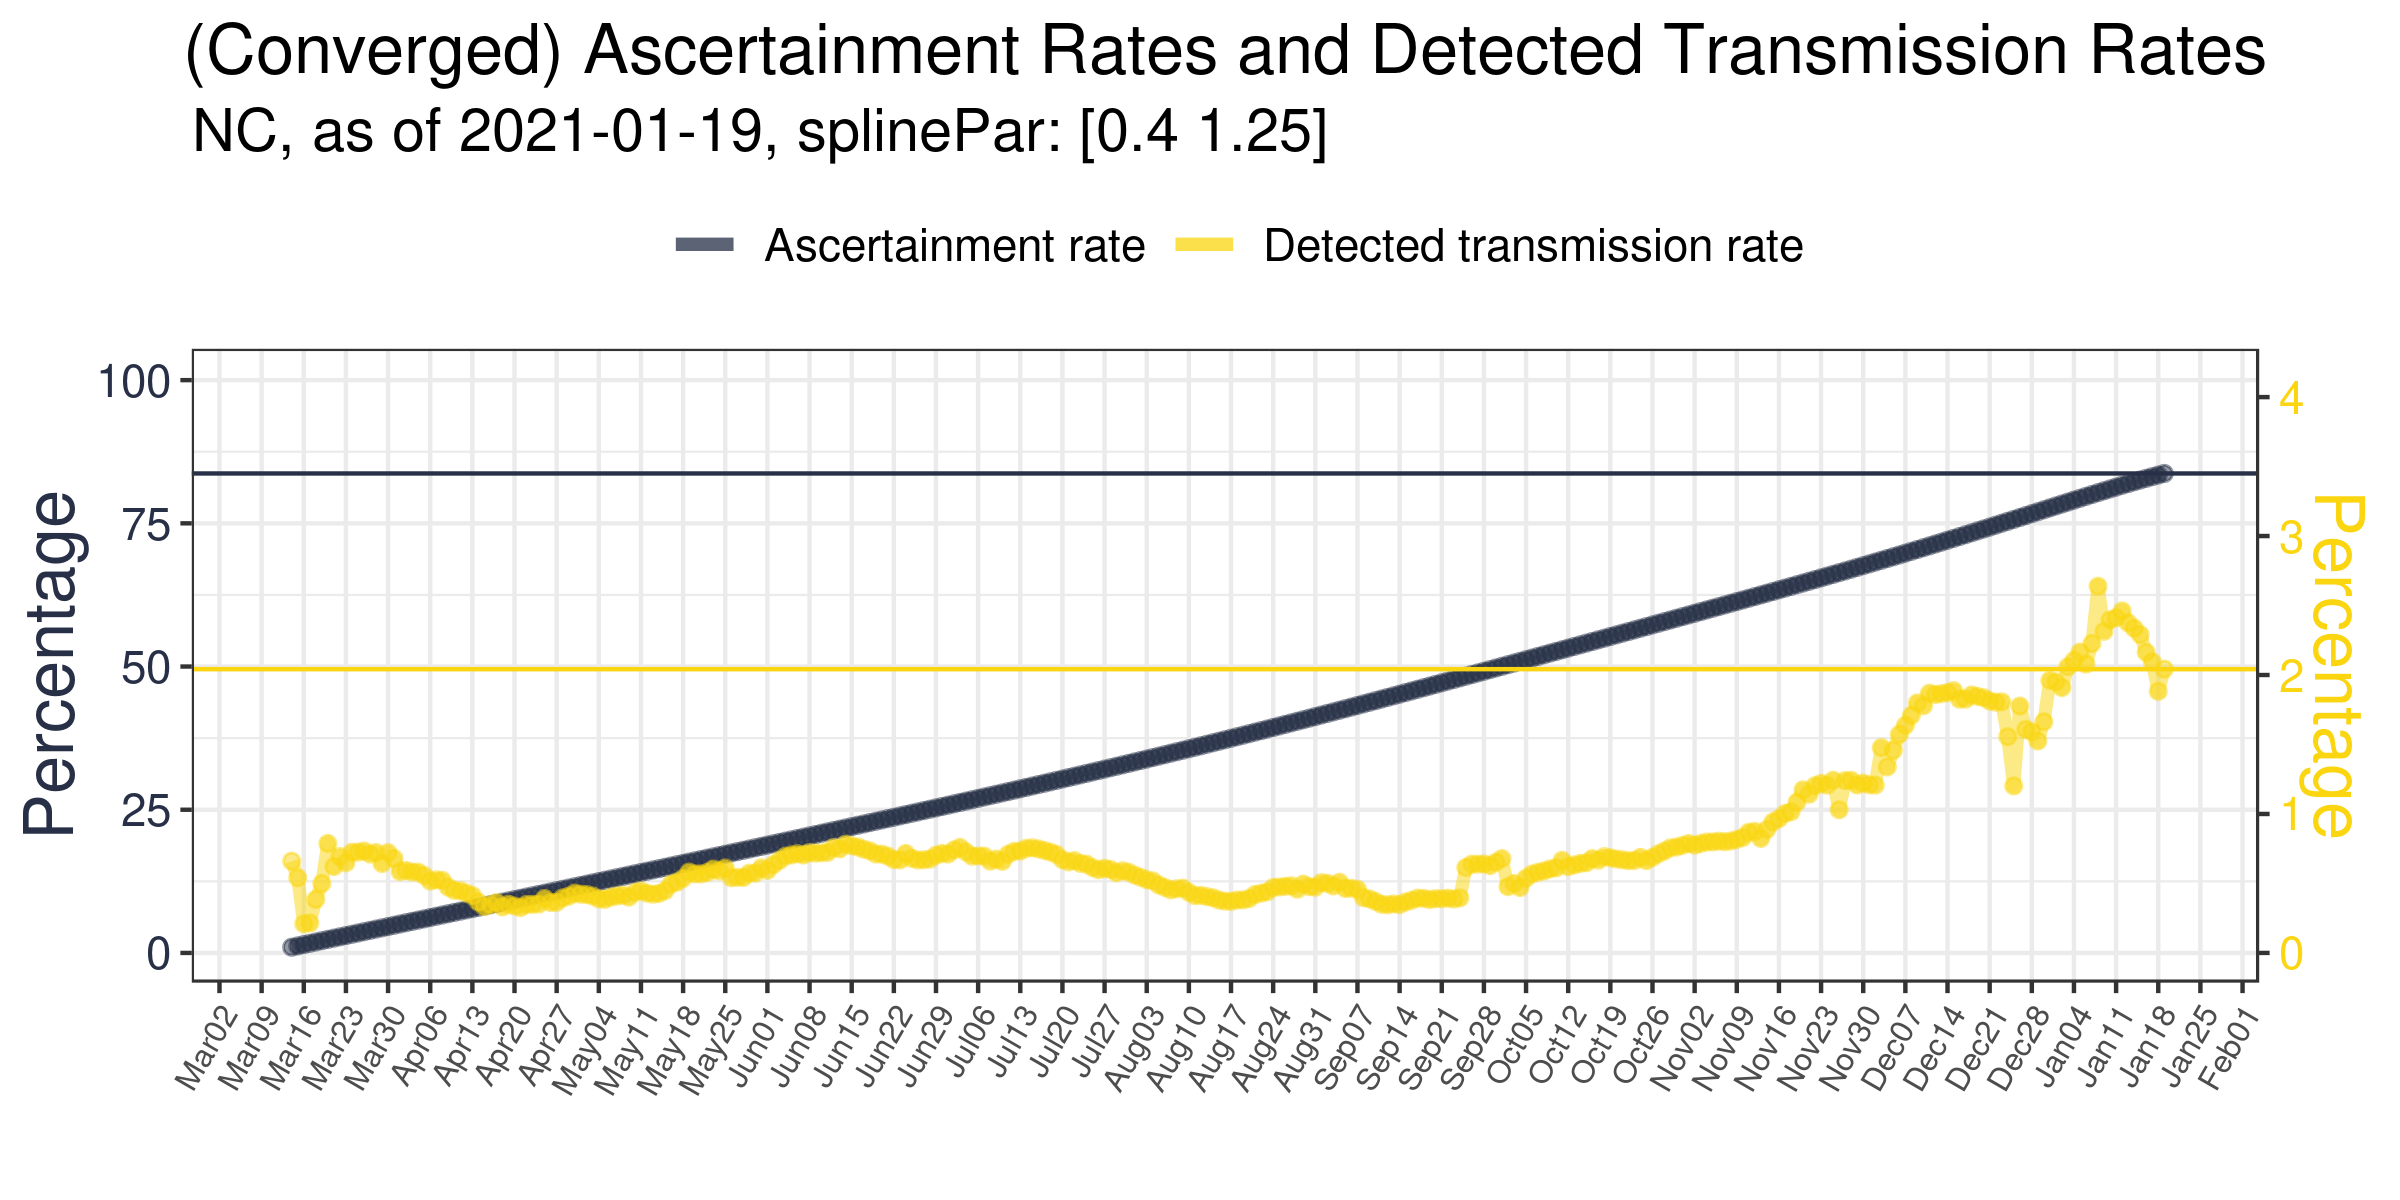 (Converged) Ascertainment Rates and Detected Transmission Rates
NC, as of 2021-01-19, splinePar: [0.4 1.25]
Ascertainment rate
Detected transmission rate
Percentage
100
75
50
25
0
4
3
2
1
0
Percentage
Mar02
Mar09
Mar16
Mar23
Mar30
Apr06
Apr13
Apr20
Apr27
May04
May11
May18
May25
Jun01
Jun08
Jun15
Jun22
Jun29
Jul06
Jul13
Jul20
Jul27
Aug03
Aug10
Aug17
Aug24
Aug31
Sep07
Sep14
Sep21
Sep28
Oct05
Oct12
Oct19
Oct26
Nov02
Nov09
Nov16
Nov23
Nov30
Dec07
Dec14
Dec21
Dec28
Jan04
Jan11
Jan18
Jan25
Feb01